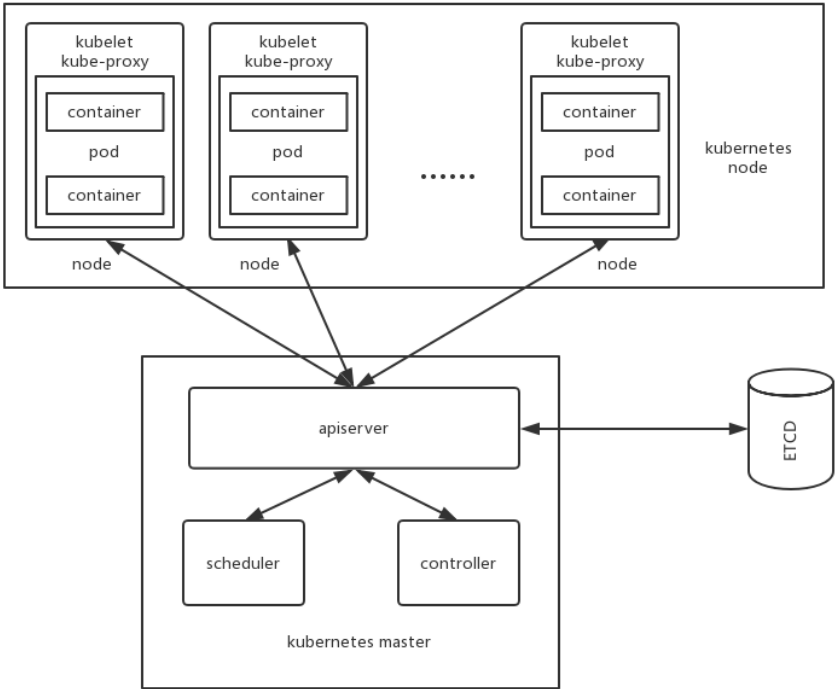 kubelet
kube-proxy
container
pod
container
node
kubelet
kube-proxy
container
pod
container
node
......
kubelet
kube-proxy
container
pod
container
node
kubernetes
node
apiserver
scheduler
controller
kubernetes master
ETCD